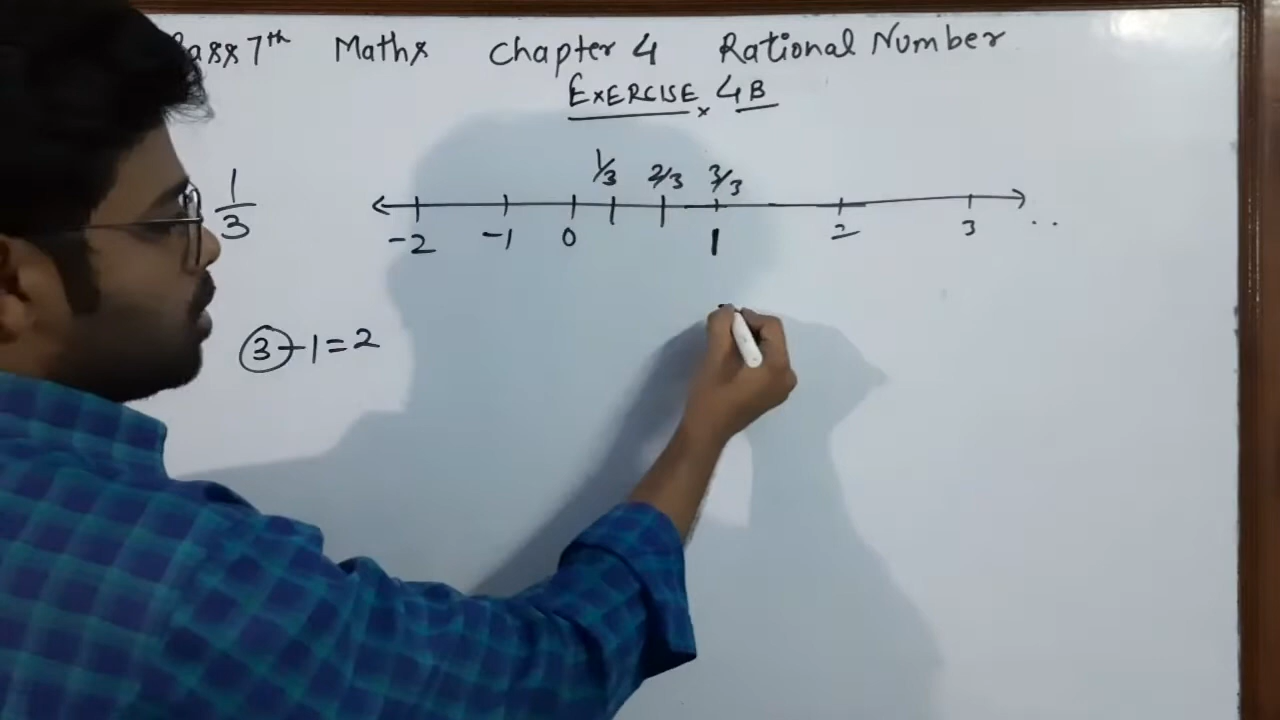 7th Maths Chapter 4 Rational Number
EXERCISE 4B
1/3 2/3 3/3
1/3
-2 -1 0 1 2 3 ..
3-1=2